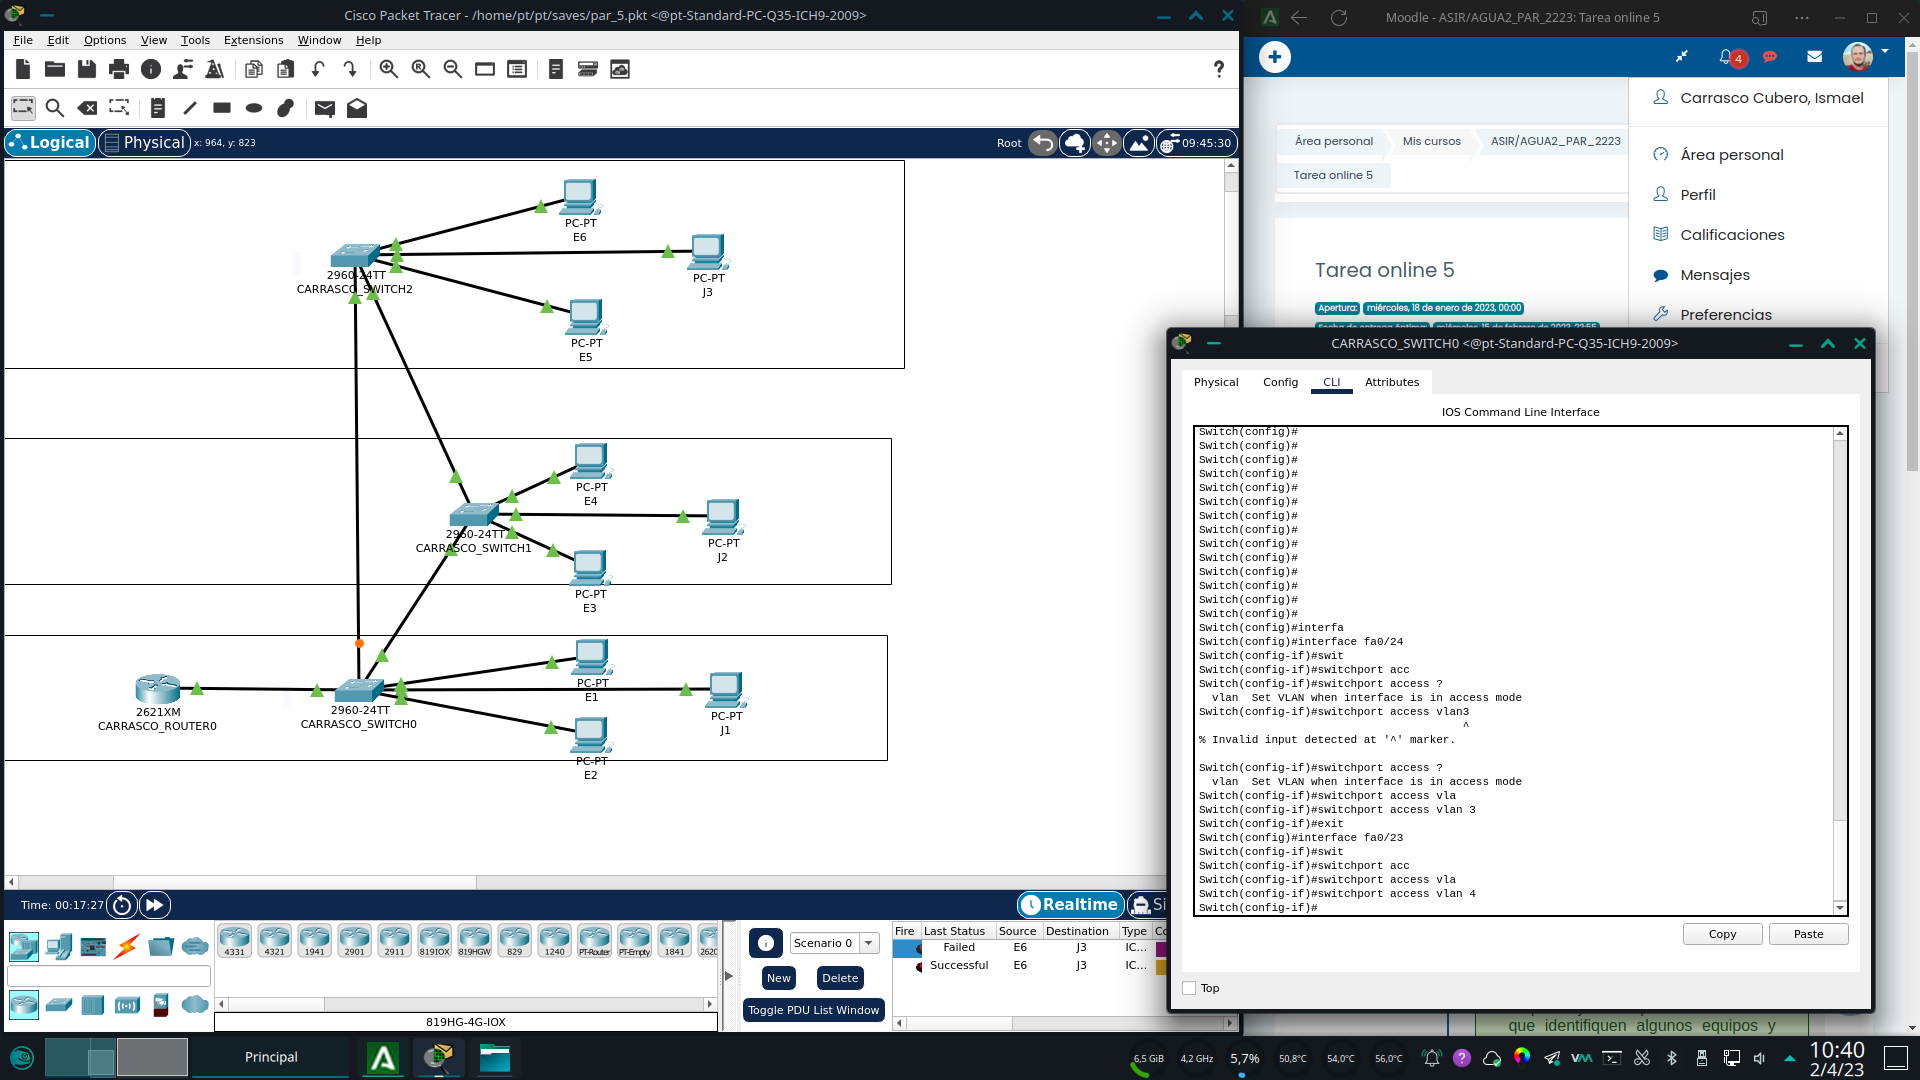 Cisco Packet Tracer - /home/pt/pt/saves/par_5.pkt <@pt-Standard-PC-Q35-ICH9-2009>
File Edit Options View Tools Extensions Window Help
?
Logical
Physical
x: 964, y: 823
Root
09:45:30
PC-PT
E6
PC-PT
J3
2960-24TT
CARRASCO_SWITCH2
PC-PT
E5
PC-PT
E4
PC-PT
J2
2960-24TT
CARRASCO_SWITCH1
PC-PT
E3
PC-PT
E1
2621XM
CARRASCO_ROUTER0
2960-24TT
CARRASCO_SWITCH0
PC-PT
J1
PC-PT
E2
Time: 00:17:27
Realtime
Si
4331 4321 1941 2901 2911 819IOX 819HGW 829 1240 PT-Router PT-Empty 1841 2620
819HG-4G-IOX
Scenario 0
New
Delete
Toggle PDU List Window
Fire Last Status Source Destination Type Co
Failed E6 J3 IC...
Successful E6 J3 IC...
Moodle - ASIR/AGUA2_PAR_2223: Tarea online 5
4
Carrasco Cubero, Ismael
Área personal
Perfil
Calificaciones
Mensajes
Preferencias
Área personal
Mis cursos
ASIR/AGUA2_PAR_2223
Tarea online 5
Tarea online 5
Apertura: miércoles, 18 de enero de 2023, 00:00
Fecha de entrega óptima: miércoles, 15 de febrero de 2023, 23:55
CARRASCO_SWITCH0 <@pt-Standard-PC-Q35-ICH9-2009>
Physical Config CLI Attributes
IOS Command Line Interface
Switch(config)#
Switch(config)#
Switch(config)#
Switch(config)#
Switch(config)#
Switch(config)#
Switch(config)#
Switch(config)#
Switch(config)#
Switch(config)#
Switch(config)#
Switch(config)#
Switch(config)#
Switch(config)#
Switch(config)#interfa
Switch(config)#interface fa0/24
Switch(config-if)#swit
Switch(config-if)#switchport acc
Switch(config-if)#switchport access ?
vlan Set VLAN when interface is in access mode
Switch(config-if)#switchport access vlan3
^
% Invalid input detected at '^' marker.
Switch(config-if)#switchport access ?
vlan Set VLAN when interface is in access mode
Switch(config-if)#switchport access vla
Switch(config-if)#switchport access vlan 3
Switch(config-if)#exit
Switch(config)#interface fa0/23
Switch(config-if)#swit
Switch(config-if)#switchport acc
Switch(config-if)#switchport access vla
Switch(config-if)#switchport access vlan 4
Switch(config-if)#
Copy
Paste
Top
que identifiquen algunos equipos y
Principal
6,5 GiB
4,2 GHz
5,7%
50,8°C
54,0°C
56,0°C
10:40
2/4/23